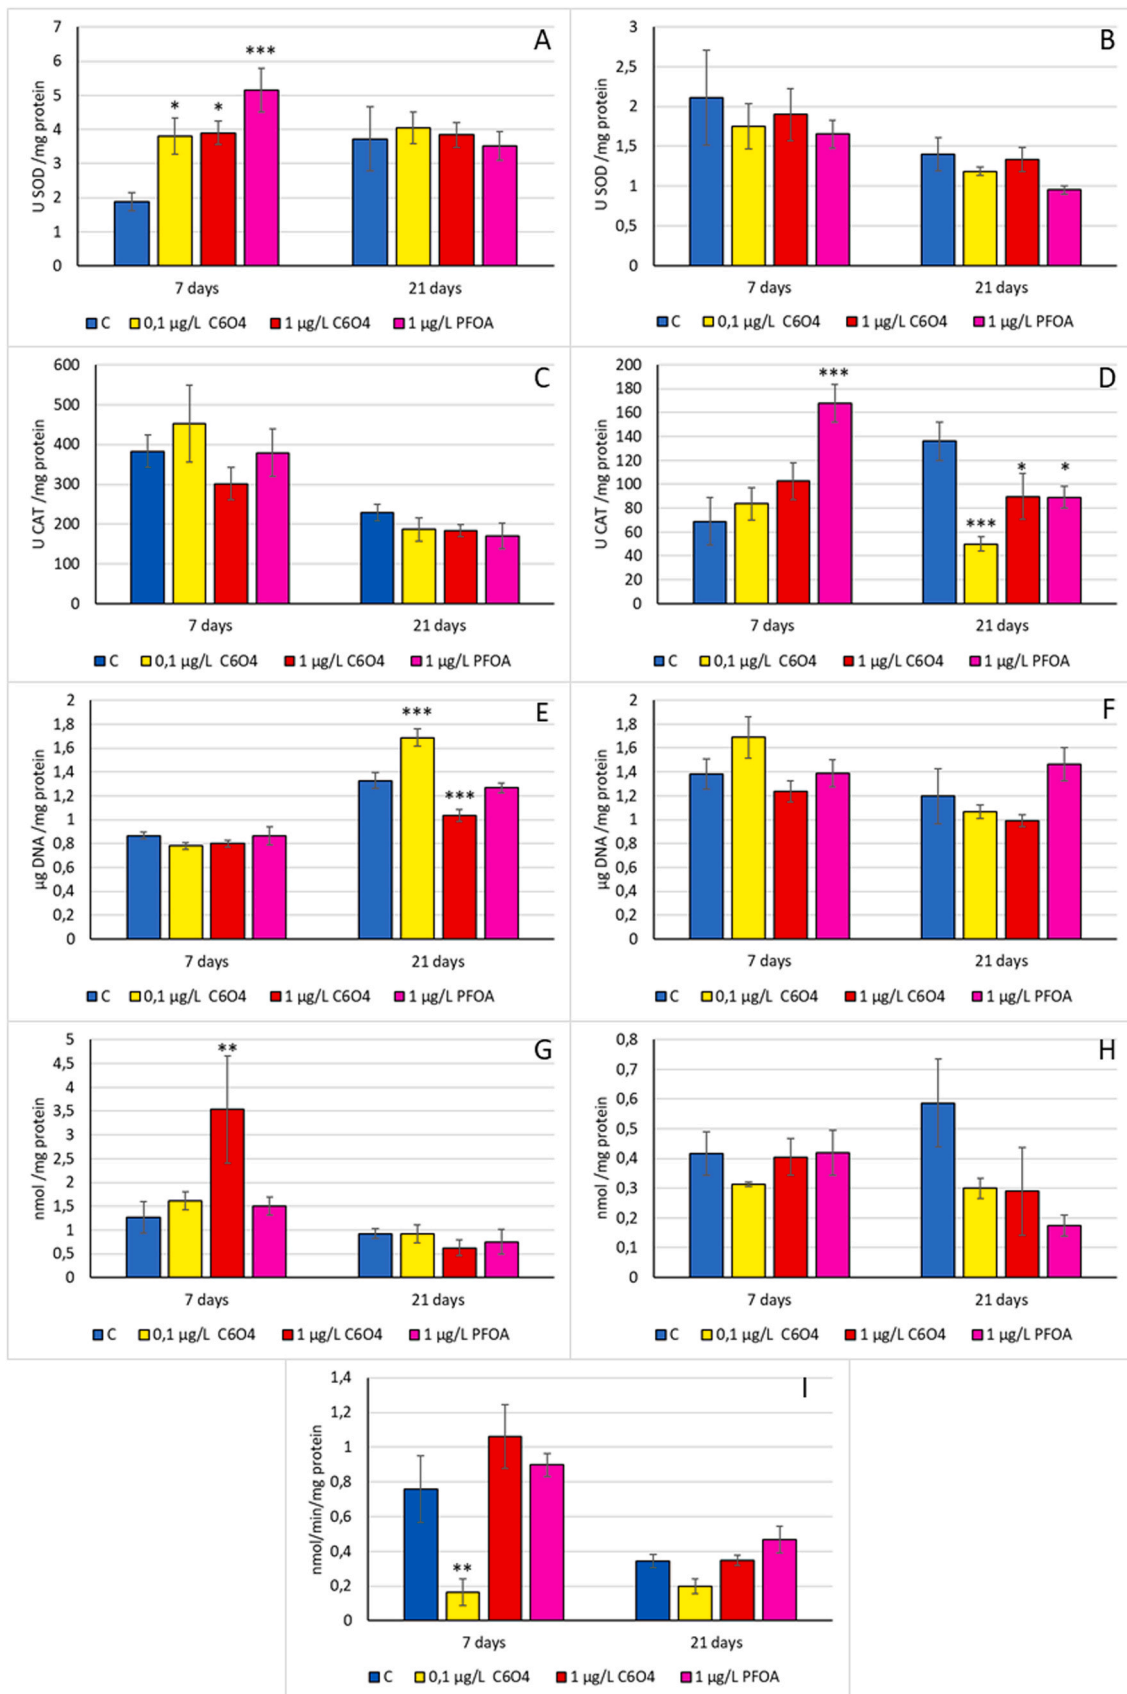 A
U SOD /mg protein
7
6
5
4
3
2
1
0
* * ***
7 days 21 days
C 0,1 µg/L C6O4 1 µg/L C6O4 1 µg/L PFOA
B
U SOD /mg protein
3
2,5
2
1,5
1
0,5
0
7 days 21 days
C 0,1 µg/L C6O4 1 µg/L C6O4 1 µg/L PFOA
C
U CAT /mg protein
600
500
400
300
200
100
0
7 days 21 days
C 0,1 µg/L C6O4 1 µg/L C6O4 1 µg/L PFOA
D
U CAT /mg protein
200
180
160
140
120
100
80
60
40
20
0
*** *** * *
7 days 21 days
C 0,1 µg/L C6O4 1 µg/L C6O4 1 µg/L PFOA
E
µg DNA /mg protein
2
1,8
1,6
1,4
1,2
1
0,8
0,6
0,4
0,2
0
*** ***
7 days 21 days
C 0,1 µg/L C6O4 1 µg/L C6O4 1 µg/L PFOA
F
µg DNA /mg protein
2
1,8
1,6
1,4
1,2
1
0,8
0,6
0,4
0,2
0
7 days 21 days
C 0,1 µg/L C6O4 1 µg/L C6O4 1 µg/L PFOA
G
nmol /mg protein
5
4,5
4
3,5
3
2,5
2
1,5
1
0,5
0
**
7 days 21 days
C 0,1 µg/L C6O4 1 µg/L C6O4 1 µg/L PFOA
H
nmol /mg protein
0,8
0,7
0,6
0,5
0,4
0,3
0,2
0,1
0
7 days 21 days
C 0,1 µg/L C6O4 1 µg/L C6O4 1 µg/L PFOA
I
nmol/min/mg protein
1,4
1,2
1
0,8
0,6
0,4
0,2
0
**
7 days 21 days
C 0,1 µg/L C6O4 1 µg/L C6O4 1 µg/L PFOA